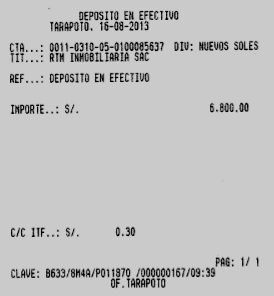 DEPOSITO EN EFECTIVO
TARAPOTO. 16-08-2013
CTA...: 0011-0310-05-0100085637 DIV: NUEVOS SOLES
TIT...: RTM INMOBILIARIA SAC
REF...: DEPOSITO EN EFECTIVO
IMPORTE..: S/. 6.800.00
C/C ITF..: S/. 0.30
PAG: 1/ 1
CLAVE: B633/8M4A/P011870 /000000167/09:39
OF.TARAPOTO